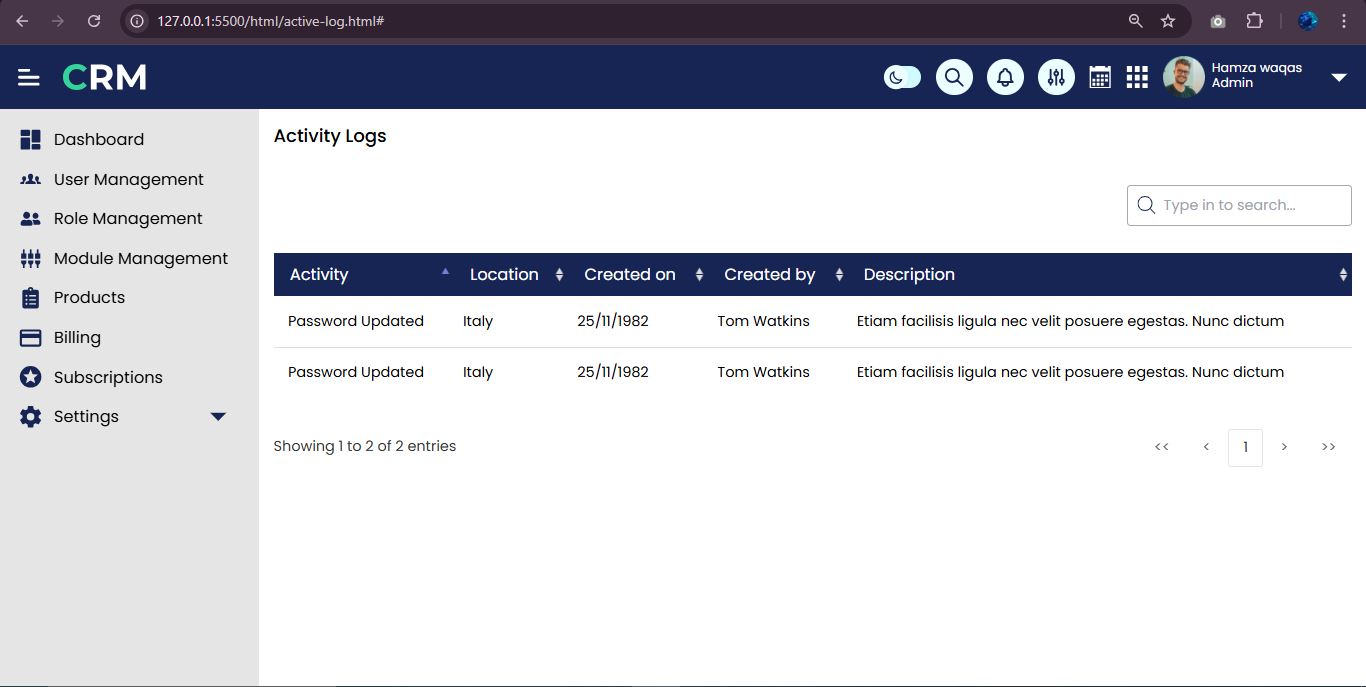 127.0.0.1:5500/html/active-log.html#
CRM
Hamza waqas
Admin
Dashboard
User Management
Role Management
Module Management
Products
Billing
Subscriptions
Settings
Activity Logs
Type in to search...
Activity Location Created on Created by Description
Password Updated Italy 25/11/1982 Tom Watkins Etiam facilisis ligula nec velit posuere egestas. Nunc dictum
Password Updated Italy 25/11/1982 Tom Watkins Etiam facilisis ligula nec velit posuere egestas. Nunc dictum
Showing 1 to 2 of 2 entries
<< < 1 > >>